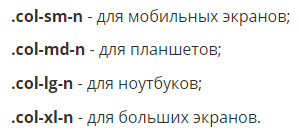 .col-sm-n - для мобильных экранов;
.col-md-n - для планшетов;
.col-lg-n - для ноутбуков;
.col-xl-n - для больших экранов.